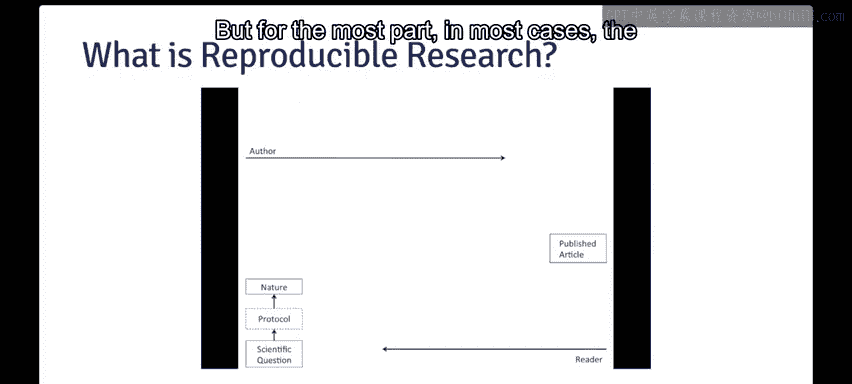 But for the most part, in most cases, the
What is Reproducible Research?
Author
Published
Article
Nature
Protocol
Scientific
Question
Reader